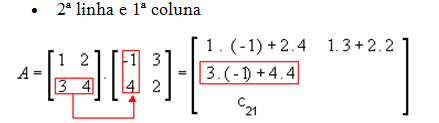 • 2ª linha e 1ª coluna
A = [1 2] . [-1 3] = [1 . (-1) + 2.4 1.3 + 2.2]
[3 4] [4 2] [3. (-1) + 4.4]
c21